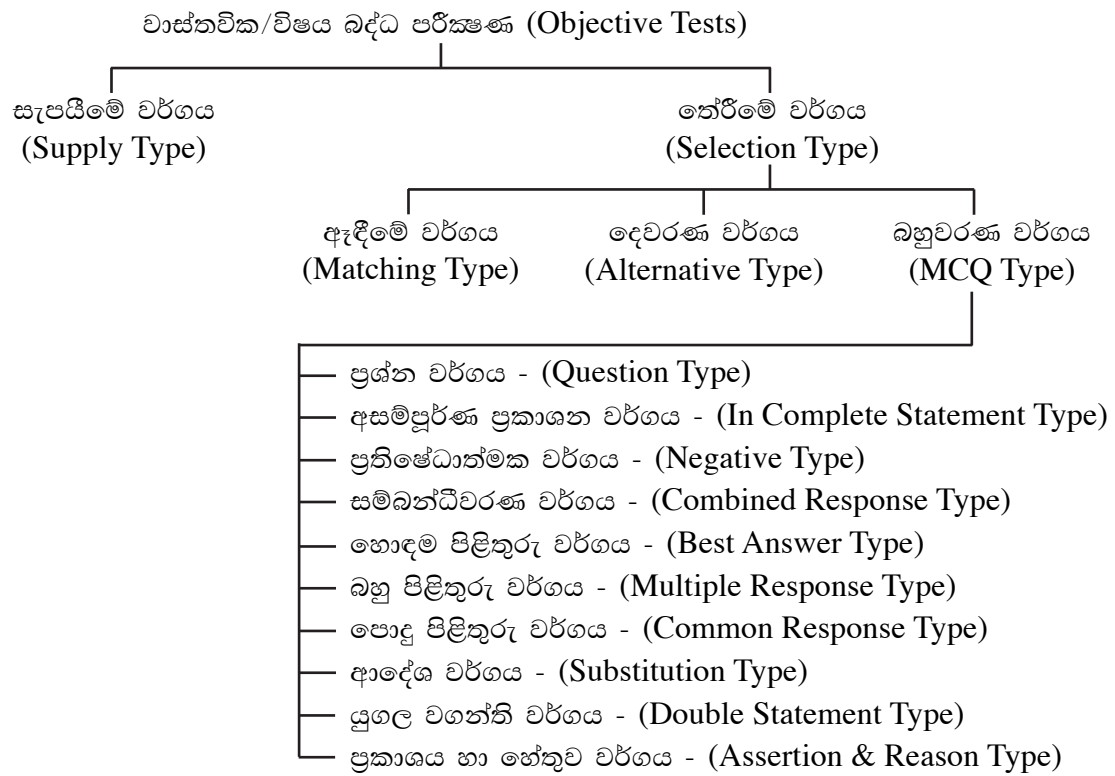 වාස්තවික/විෂය බද්ධ පරීක්ෂණ (Objective Tests)
සැපයීමේ වර්ගය
(Supply Type)
තේරීමේ වර්ගය
(Selection Type)
ඈඳීමේ වර්ගය
(Matching Type)
දෙවරණ වර්ගය
(Alternative Type)
බහුවරණ වර්ගය
(MCQ Type)
ප්‍රශ්න වර්ගය - (Question Type)
අසම්පූර්ණ ප්‍රකාශන වර්ගය - (In Complete Statement Type)
ප්‍රතිෂේධාත්මක වර්ගය - (Negative Type)
සම්බන්ධීවරණ වර්ගය - (Combined Response Type)
හොඳම පිළිතුරු වර්ගය - (Best Answer Type)
බහු පිළිතුරු වර්ගය - (Multiple Response Type)
පොදු පිළිතුරු වර්ගය - (Common Response Type)
ආදේශ වර්ගය - (Substitution Type)
යුගල වගන්ති වර්ගය - (Double Statement Type)
ප්‍රකාශය හා හේතුව වර්ගය - (Assertion & Reason Type)